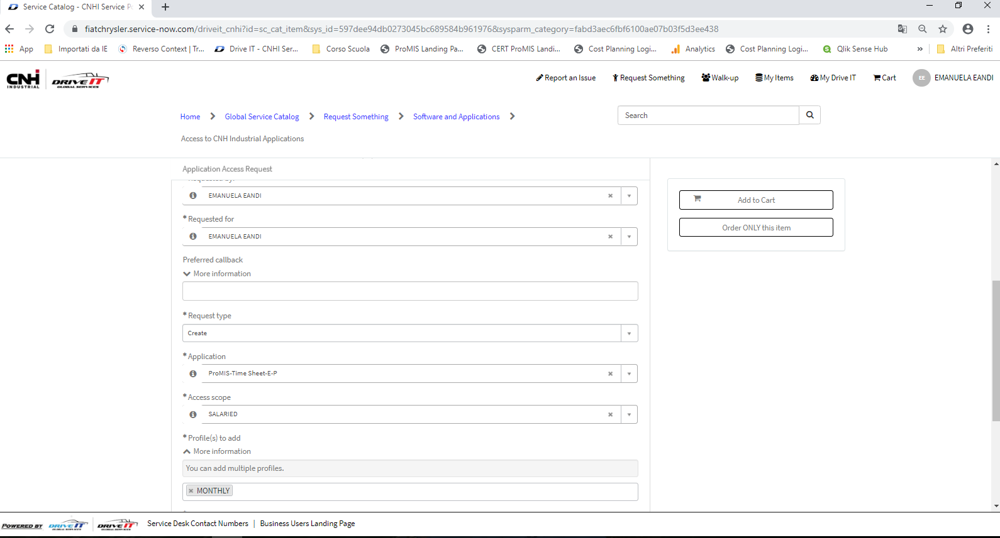 Service Catalog - CNHI Service P
fiatchrysler.service-now.com/driveit_cnhi?id=sc_cat_item&sys_id=597dee94db0273045bc689584b961976&sysparm_category=fabd3aec6fbf6100ae07b03f5d3ee438
App Importati da IE Reverso Context | Tr... Drive IT - CNHI Ser... Corso Scuola ProMIS Landing Pa... CERT ProMIS Landi... Cost Planning Logi... Analytics Cost Planning Logi... Qlik Sense Hub » Altri Preferiti
CNH INDUSTRIAL DRIVE IT GLOBAL SERVICES
Report an Issue Request Something Walk-up My Items My Drive IT Cart EE EMANUELA EANDI
Home Global Service Catalog Request Something Software and Applications
Search
Access to CNH Industrial Applications
Application Access Request
Requested by:
EMANUELA EANDI
Add to Cart
* Requested for
EMANUELA EANDI
Order ONLY this item
Preferred callback
More information
* Request type
Create
* Application
ProMIS-Time Sheet-E-P
* Access scope
SALARIED
* Profile(s) to add
More information
You can add multiple profiles.
× MONTHLY
POWERED BY DRIVE IT GLOBAL SERVICES DRIVE IT GLOBAL SERVICES Service Desk Contact Numbers | Business Users Landing Page